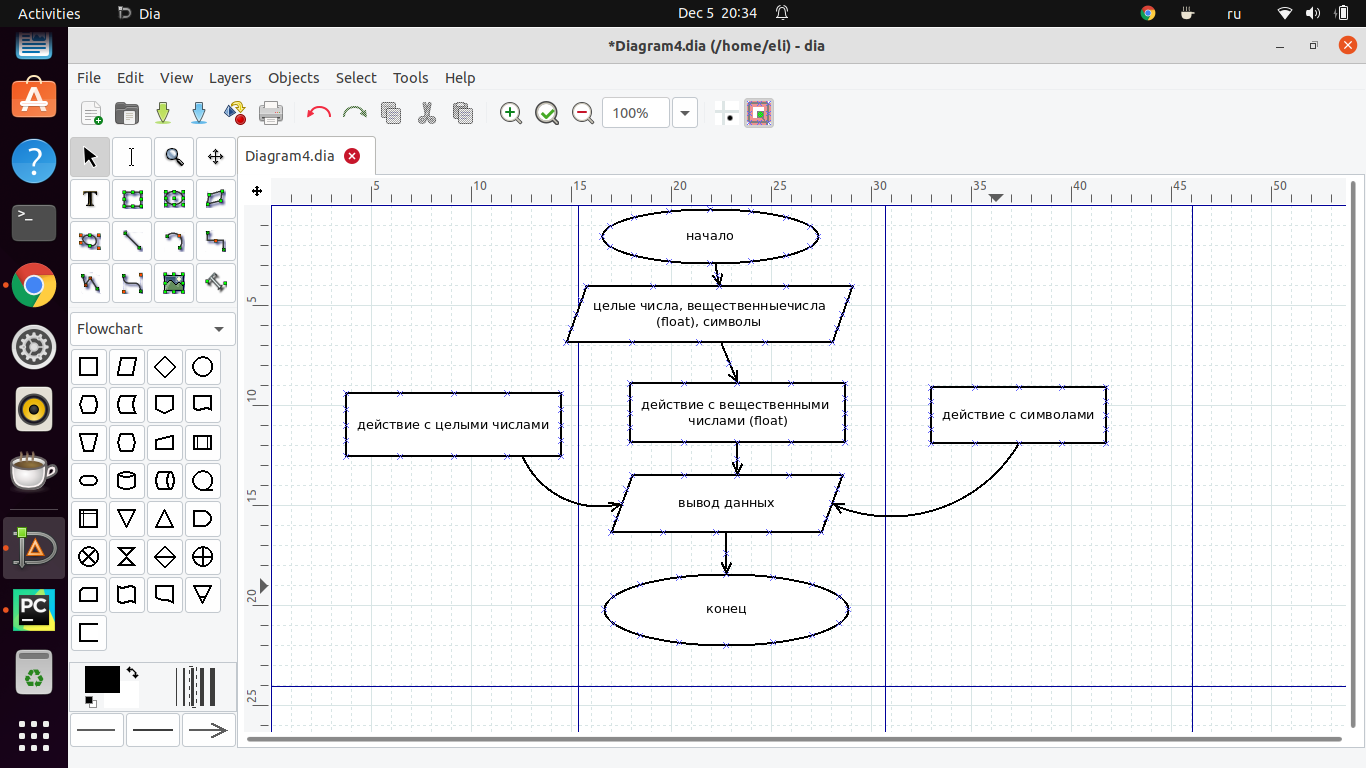 Activities Dia Dec 5 20:34 ru
*Diagram4.dia (/home/eli) - dia
File Edit View Layers Objects Select Tools Help
100%
Diagram4.dia
5 10 15 20 25 30 35 40 45 50
T
Flowchart
5
10
15
20
25
>_
PC
начало
целые числа, вещественныечисла
(float), символы
действие с целыми числами
действие с вещественными
числами (float)
действие с символами
вывод данных
конец